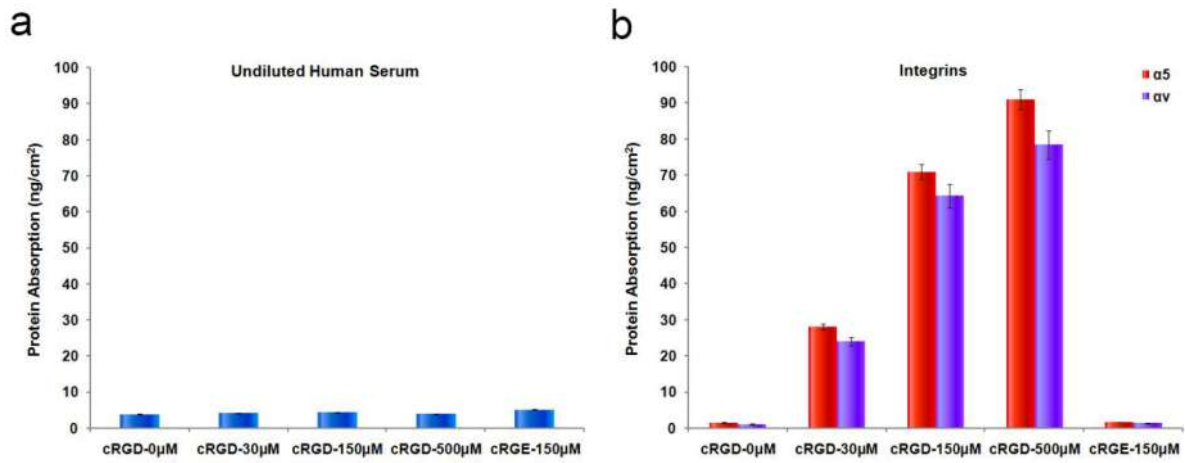 a
Undiluted Human Serum
Protein Absorption (ng/cm²)
100
90
80
70
60
50
40
30
20
10
0
cRGD-0μM cRGD-30μM cRGD-150μM cRGD-500μM cRGE-150μM
b
Integrins
α5
αv
Protein Absorption (ng/cm²)
100
90
80
70
60
50
40
30
20
10
0
cRGD-0μM cRGD-30μM cRGD-150μM cRGD-500μM cRGE-150μM